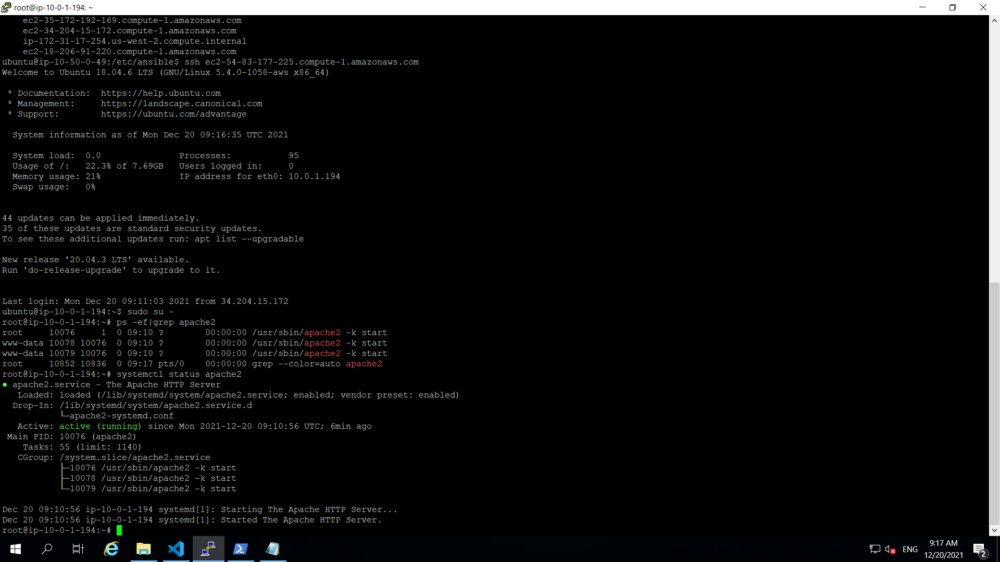 root@ip-10-0-1-194: ~
ec2-35-172-192-169.compute-1.amazonaws.com
ec2-34-204-15-172.compute-1.amazonaws.com
ip-172-31-17-254.us-west-2.compute.internal
ec2-18-206-91-220.compute-1.amazonaws.com
ubuntu@ip-10-50-0-49:/etc/ansible$ ssh ec2-54-83-177-225.compute-1.amazonaws.com
Welcome to Ubuntu 18.04.6 LTS (GNU/Linux 5.4.0-1058-aws x86_64)
* Documentation:  https://help.ubuntu.com
* Management:     https://landscape.canonical.com
* Support:        https://ubuntu.com/advantage
System information as of Mon Dec 20 09:16:35 UTC 2021
System load:  0.0               Processes:           95
Usage of /:   22.3% of 7.69GB   Users logged in:     0
Memory usage: 21%               IP address for eth0: 10.0.1.194
Swap usage:   0%
44 updates can be applied immediately.
35 of these updates are standard security updates.
To see these additional updates run: apt list --upgradable
New release '20.04.3 LTS' available.
Run 'do-release-upgrade' to upgrade to it.
Last login: Mon Dec 20 09:11:03 2021 from 34.204.15.172
ubuntu@ip-10-0-1-194:~$ sudo su -
root@ip-10-0-1-194:~# ps -ef|grep apache2
root     10076     1  0 09:10 ?        00:00:00 /usr/sbin/apache2 -k start
www-data 10078 10076  0 09:10 ?        00:00:00 /usr/sbin/apache2 -k start
www-data 10079 10076  0 09:10 ?        00:00:00 /usr/sbin/apache2 -k start
root     10852 10836  0 09:17 pts/0    00:00:00 grep --color=auto apache2
root@ip-10-0-1-194:~# systemctl status apache2
● apache2.service - The Apache HTTP Server
Loaded: loaded (/lib/systemd/system/apache2.service; enabled; vendor preset: enabled)
Drop-In: /lib/systemd/system/apache2.service.d
└─apache2-systemd.conf
Active: active (running) since Mon 2021-12-20 09:10:56 UTC; 6min ago
Main PID: 10076 (apache2)
Tasks: 55 (limit: 1140)
CGroup: /system.slice/apache2.service
├─10076 /usr/sbin/apache2 -k start
├─10078 /usr/sbin/apache2 -k start
└─10079 /usr/sbin/apache2 -k start
Dec 20 09:10:56 ip-10-0-1-194 systemd[1]: Starting The Apache HTTP Server...
Dec 20 09:10:56 ip-10-0-1-194 systemd[1]: Started The Apache HTTP Server.
root@ip-10-0-1-194:~#
ENG
9:17 AM
12/20/2021
2